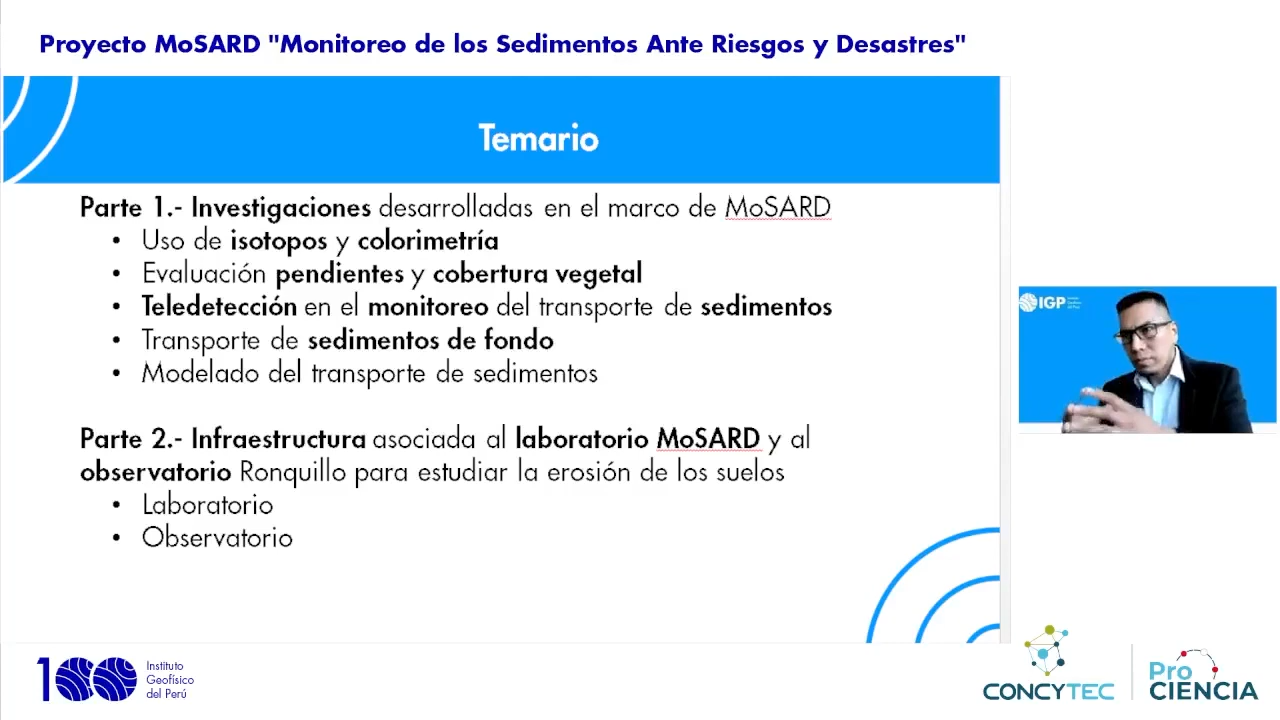 Proyecto MoSARD "Monitoreo de los Sedimentos Ante Riesgos y Desastres"
Temario
Parte 1.- Investigaciones desarrolladas en el marco de MoSARD
• Uso de isotopos y colorimetría
• Evaluación pendientes y cobertura vegetal
• Teledetección en el monitoreo del transporte de sedimentos
• Transporte de sedimentos de fondo
• Modelado del transporte de sedimentos
Parte 2.- Infraestructura asociada al laboratorio MoSARD y al
observatorio Ronquillo para estudiar la erosión de los suelos
• Laboratorio
• Observatorio
IGP
100
Instituto
Geofísico
del Perú
CONCYTEC
Pro
CIENCIA